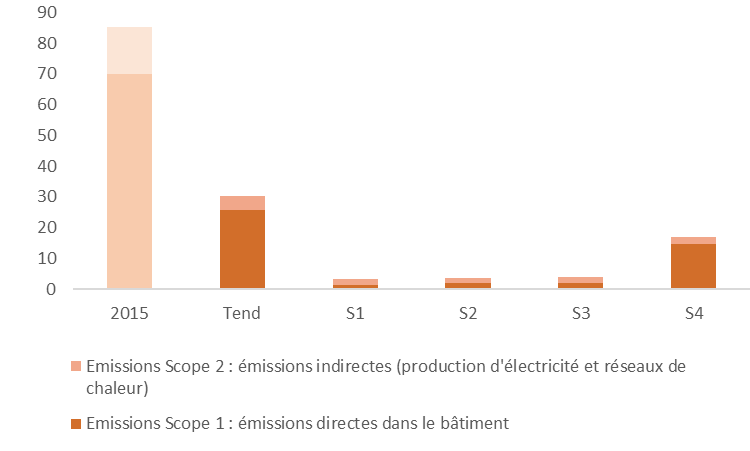 90
80
70
60
50
40
30
20
10
0
2015 Tend S1 S2 S3 S4
Emissions Scope 2 : émissions indirectes (production d'électricité et réseaux de
chaleur)
Emissions Scope 1 : émissions directes dans le bâtiment